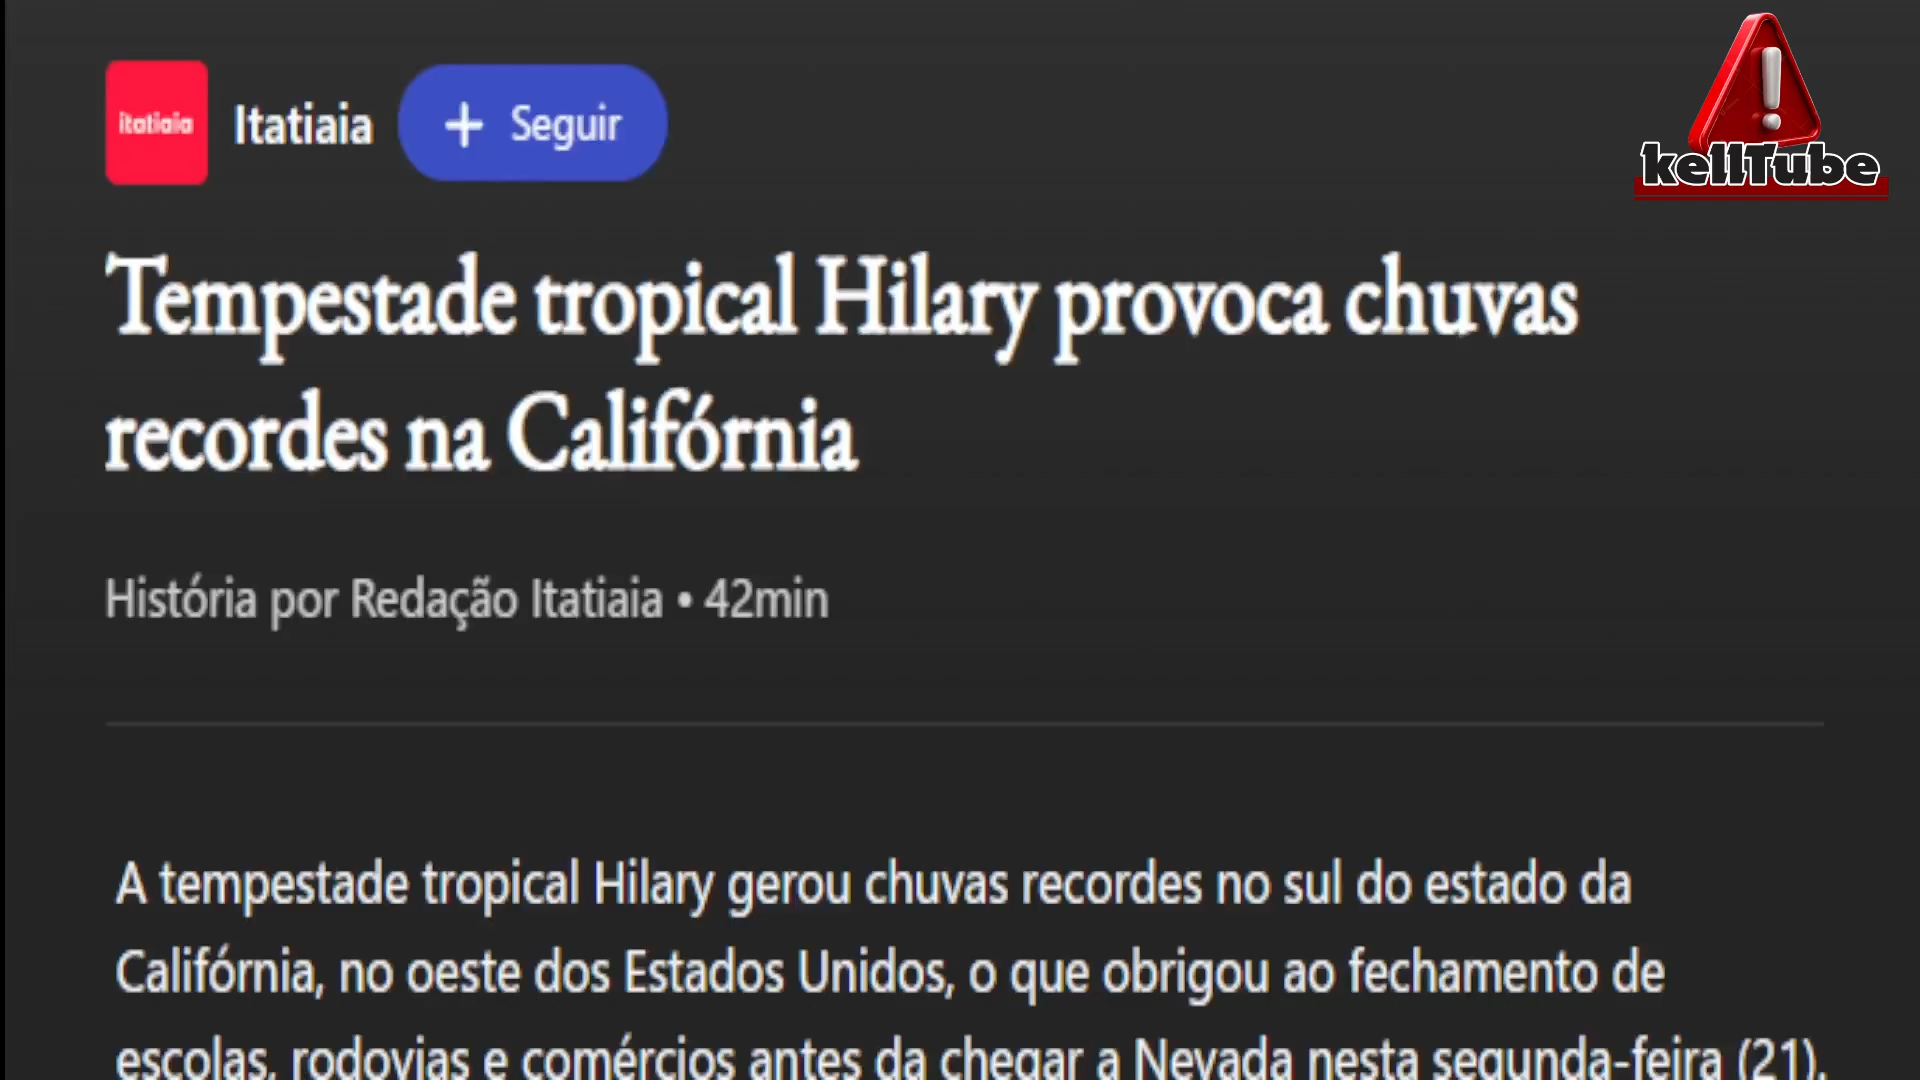 itatiaia
Itatiaia
+ Seguir
!
kellTube
Tempestade tropical Hilary provoca chuvas
recordes na Califórnia
História por Redação Itatiaia • 42min
A tempestade tropical Hilary gerou chuvas recordes no sul do estado da
Califórnia, no oeste dos Estados Unidos, o que obrigou ao fechamento de
escolas, rodovias e comércios antes da chegar a Nevada nesta segunda-feira (21).